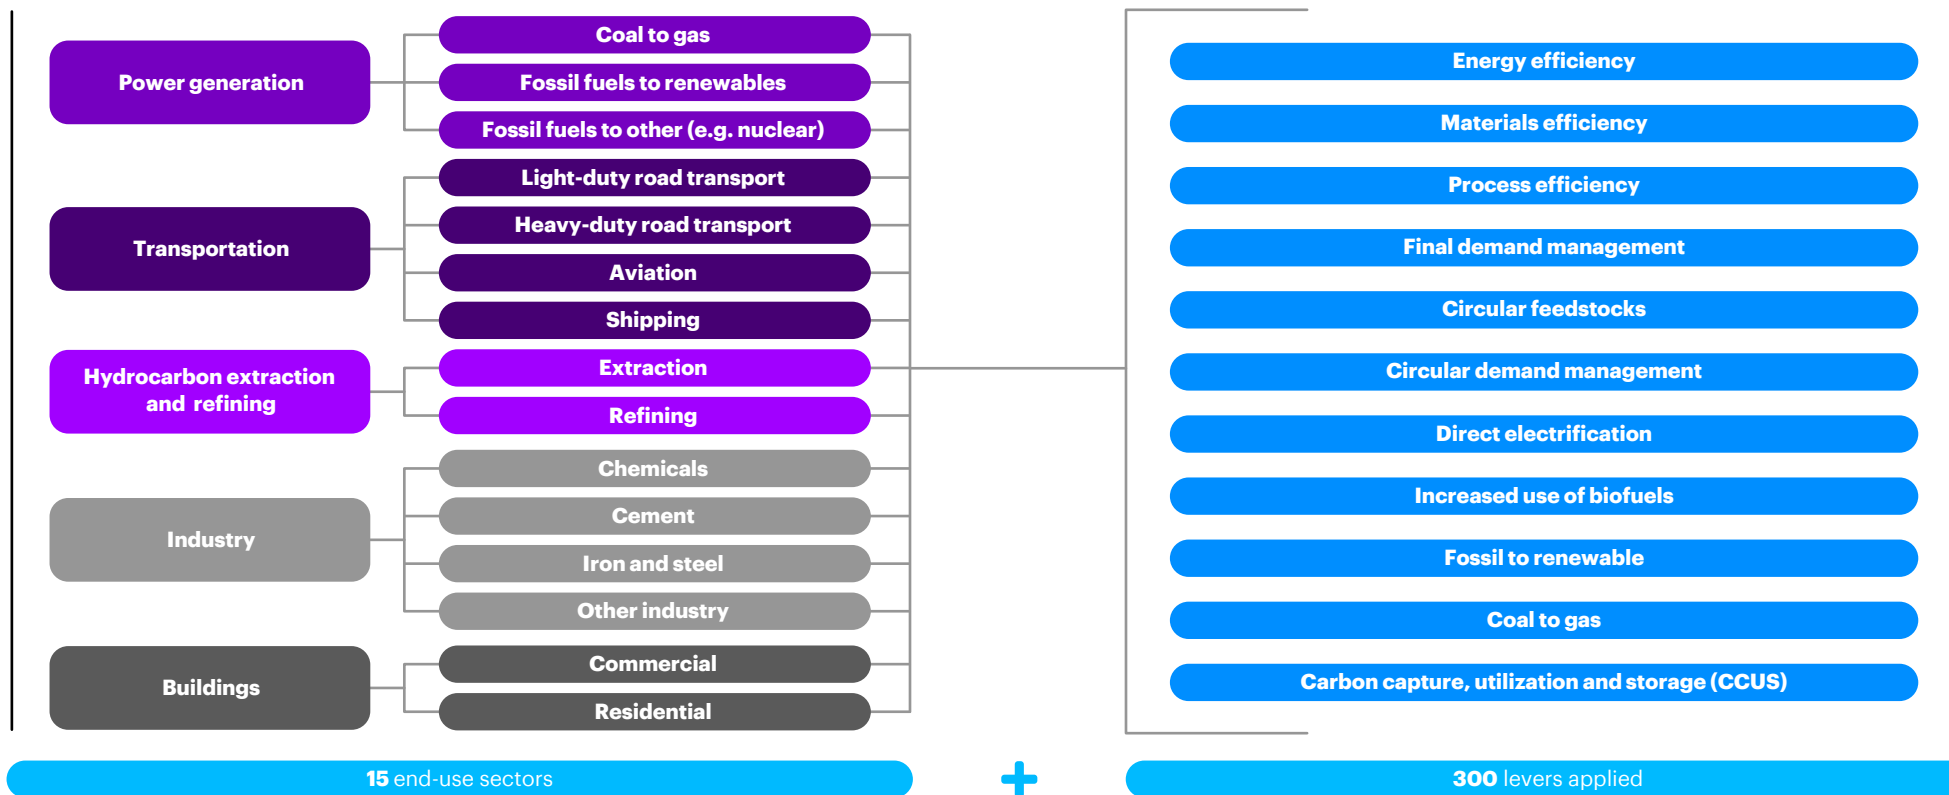 Power generation
Coal to gas
Fossil fuels to renewables
Fossil fuels to other (e.g. nuclear)
Transportation
Light-duty road transport
Heavy-duty road transport
Aviation
Shipping
Hydrocarbon extraction
and refining
Extraction
Refining
Industry
Chemicals
Cement
Iron and steel
Other industry
Buildings
Commercial
Residential
15 end-use sectors
+
Energy efficiency
Materials efficiency
Process efficiency
Final demand management
Circular feedstocks
Circular demand management
Direct electrification
Increased use of biofuels
Fossil to renewable
Coal to gas
Carbon capture, utilization and storage (CCUS)
300 levers applied